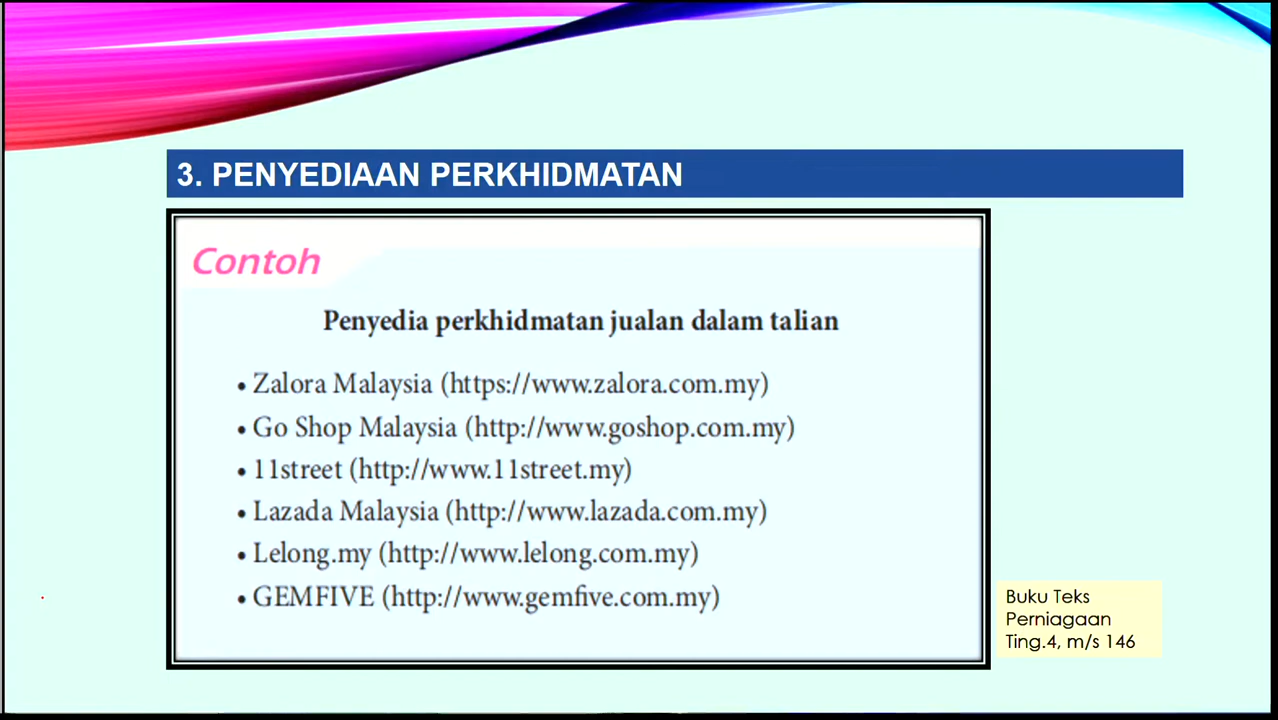 3. PENYEDIAAN PERKHIDMATAN
Contoh
Penyedia perkhidmatan jualan dalam talian
• Zalora Malaysia (https://www.zalora.com.my)
• Go Shop Malaysia (http://www.goshop.com.my)
• 11street (http://www.11street.my)
• Lazada Malaysia (http://www.lazada.com.my)
• Lelong.my (http://www.lelong.com.my)
• GEMFIVE (http://www.gemfive.com.my)
Buku Teks
Perniagaan
Ting.4, m/s 146